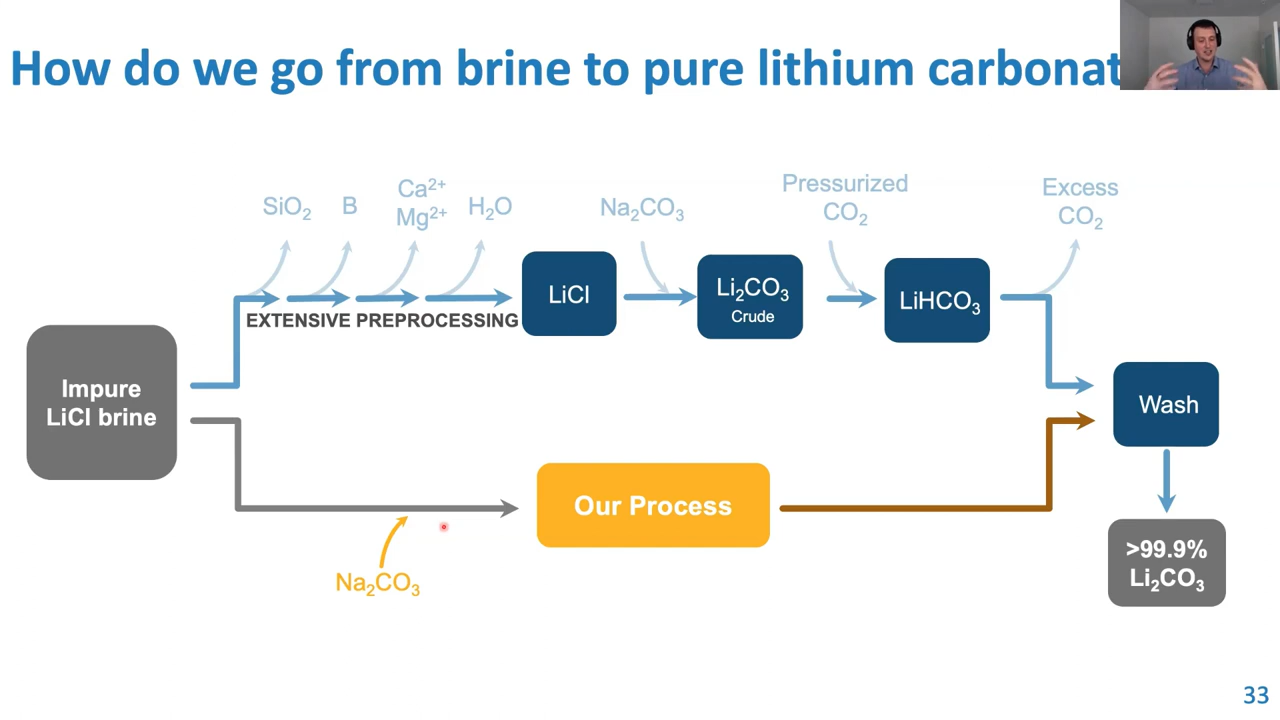 How do we go from brine to pure lithium carbonat
SiO₂
B
Ca²⁺
Mg²⁺
H₂O
Na₂CO₃
Pressurized
CO₂
Excess
CO₂
EXTENSIVE PREPROCESSING
LiCl
Li₂CO₃
Crude
LiHCO₃
Impure
LiCl brine
Wash
Our Process
Na₂CO₃
>99.9%
Li₂CO₃
33